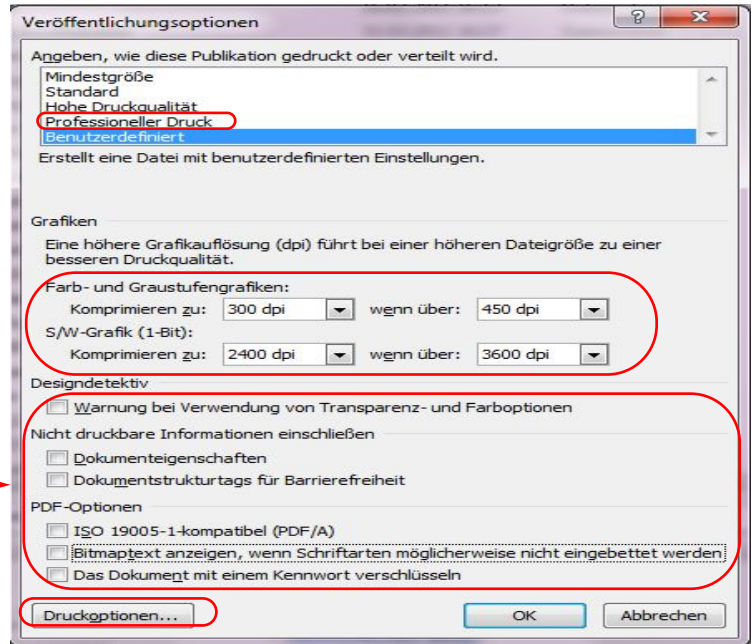 Veröffentlichungsoptionen
Angeben, wie diese Publikation gedruckt oder verteilt wird.
Mindestgröße
Standard
Hohe Druckqualität
Professioneller Druck
Benutzerdefiniert
Erstellt eine Datei mit benutzerdefinierten Einstellungen.
Grafiken
Eine höhere Grafikauflösung (dpi) führt bei einer höheren Dateigröße zu einer
besseren Druckqualität.
Farb- und Graustufengrafiken:
Komprimieren zu: 300 dpi wenn über: 450 dpi
S/W-Grafik (1-Bit):
Komprimieren zu: 2400 dpi wenn über: 3600 dpi
Designdetektiv
Warnung bei Verwendung von Transparenz- und Farboptionen
Nicht druckbare Informationen einschließen
Dokumenteigenschaften
Dokumentstrukturtags für Barrierefreiheit
PDF-Optionen
ISO 19005-1-kompatibel (PDF/A)
Bitmaptext anzeigen, wenn Schriftarten möglicherweise nicht eingebettet werden
Das Dokument mit einem Kennwort verschlüsseln
Druckoptionen... OK Abbrechen